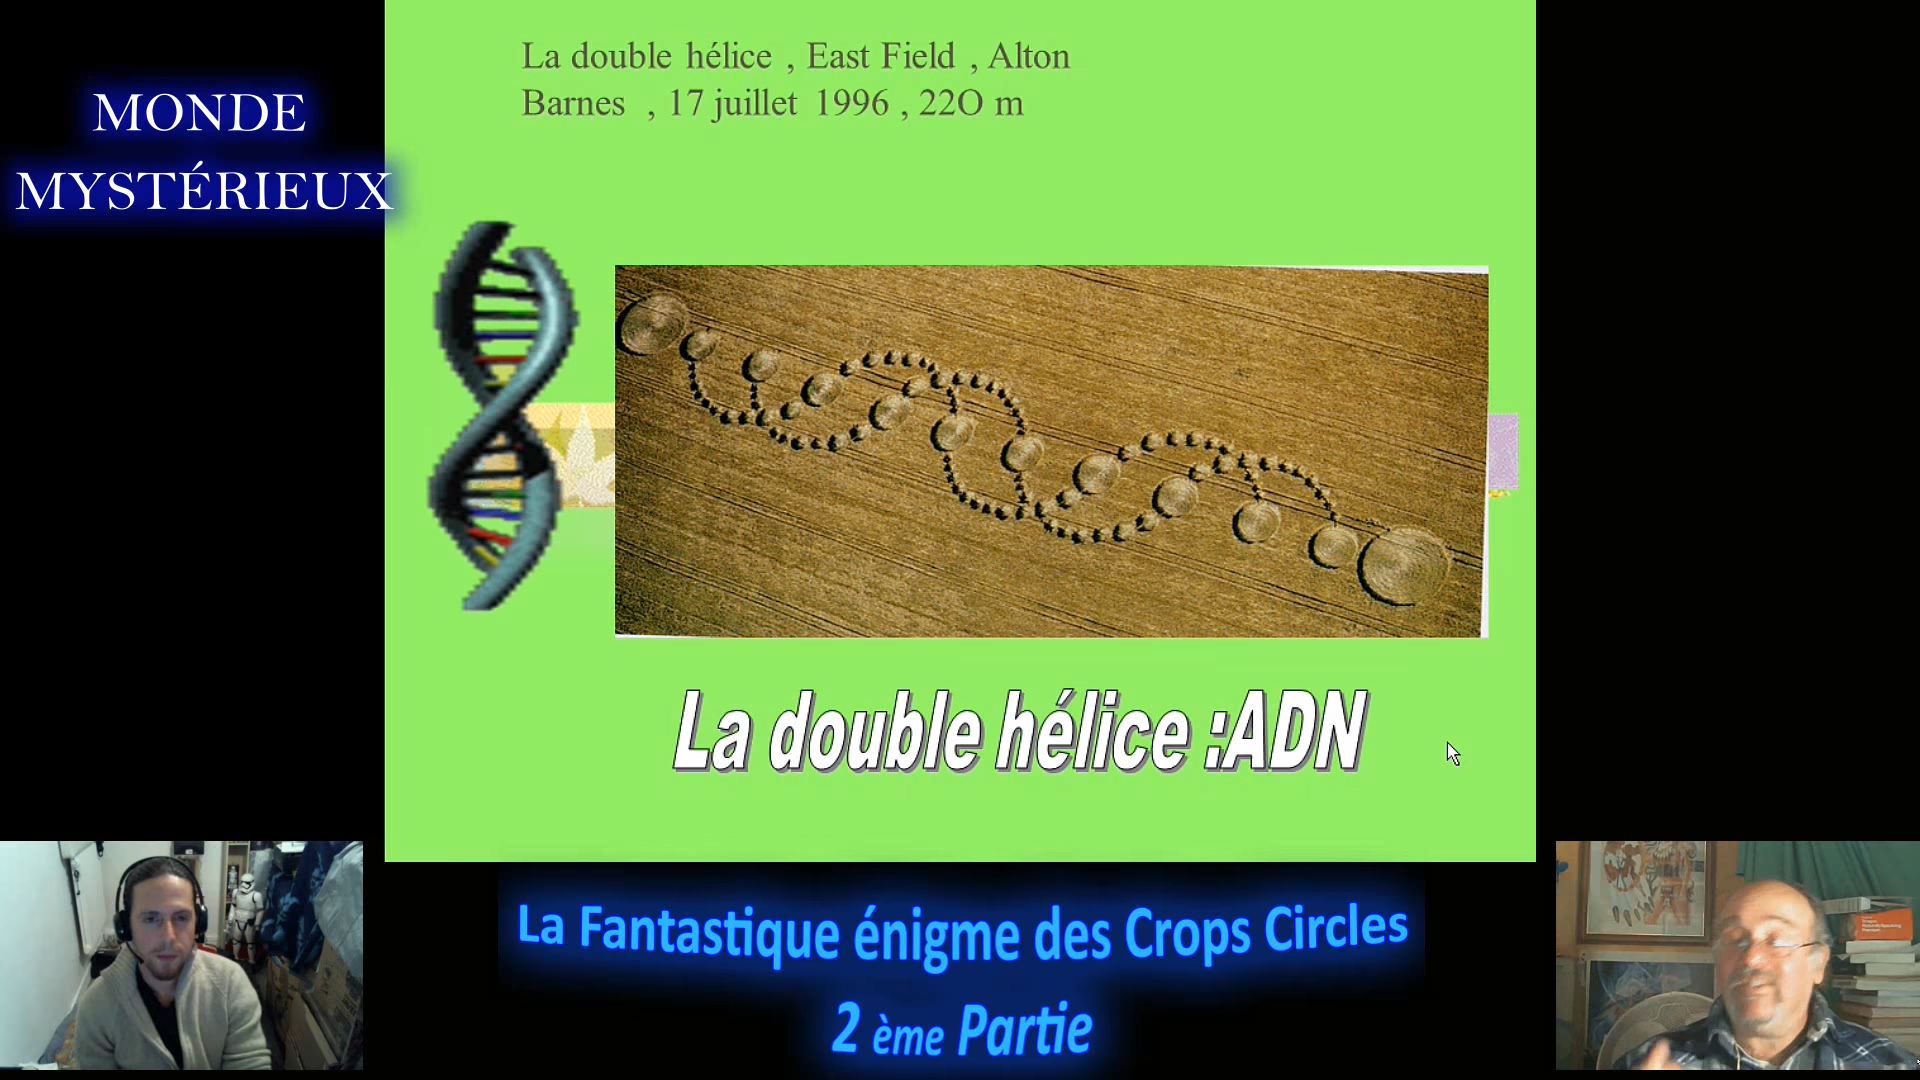 MONDE
MYSTÉRIEUX
La double hélice , East Field , Alton
Barnes , 17 juillet 1996 , 22O m
La double hélice :ADN
La Fantastique énigme des Crops Circles
2 ème Partie